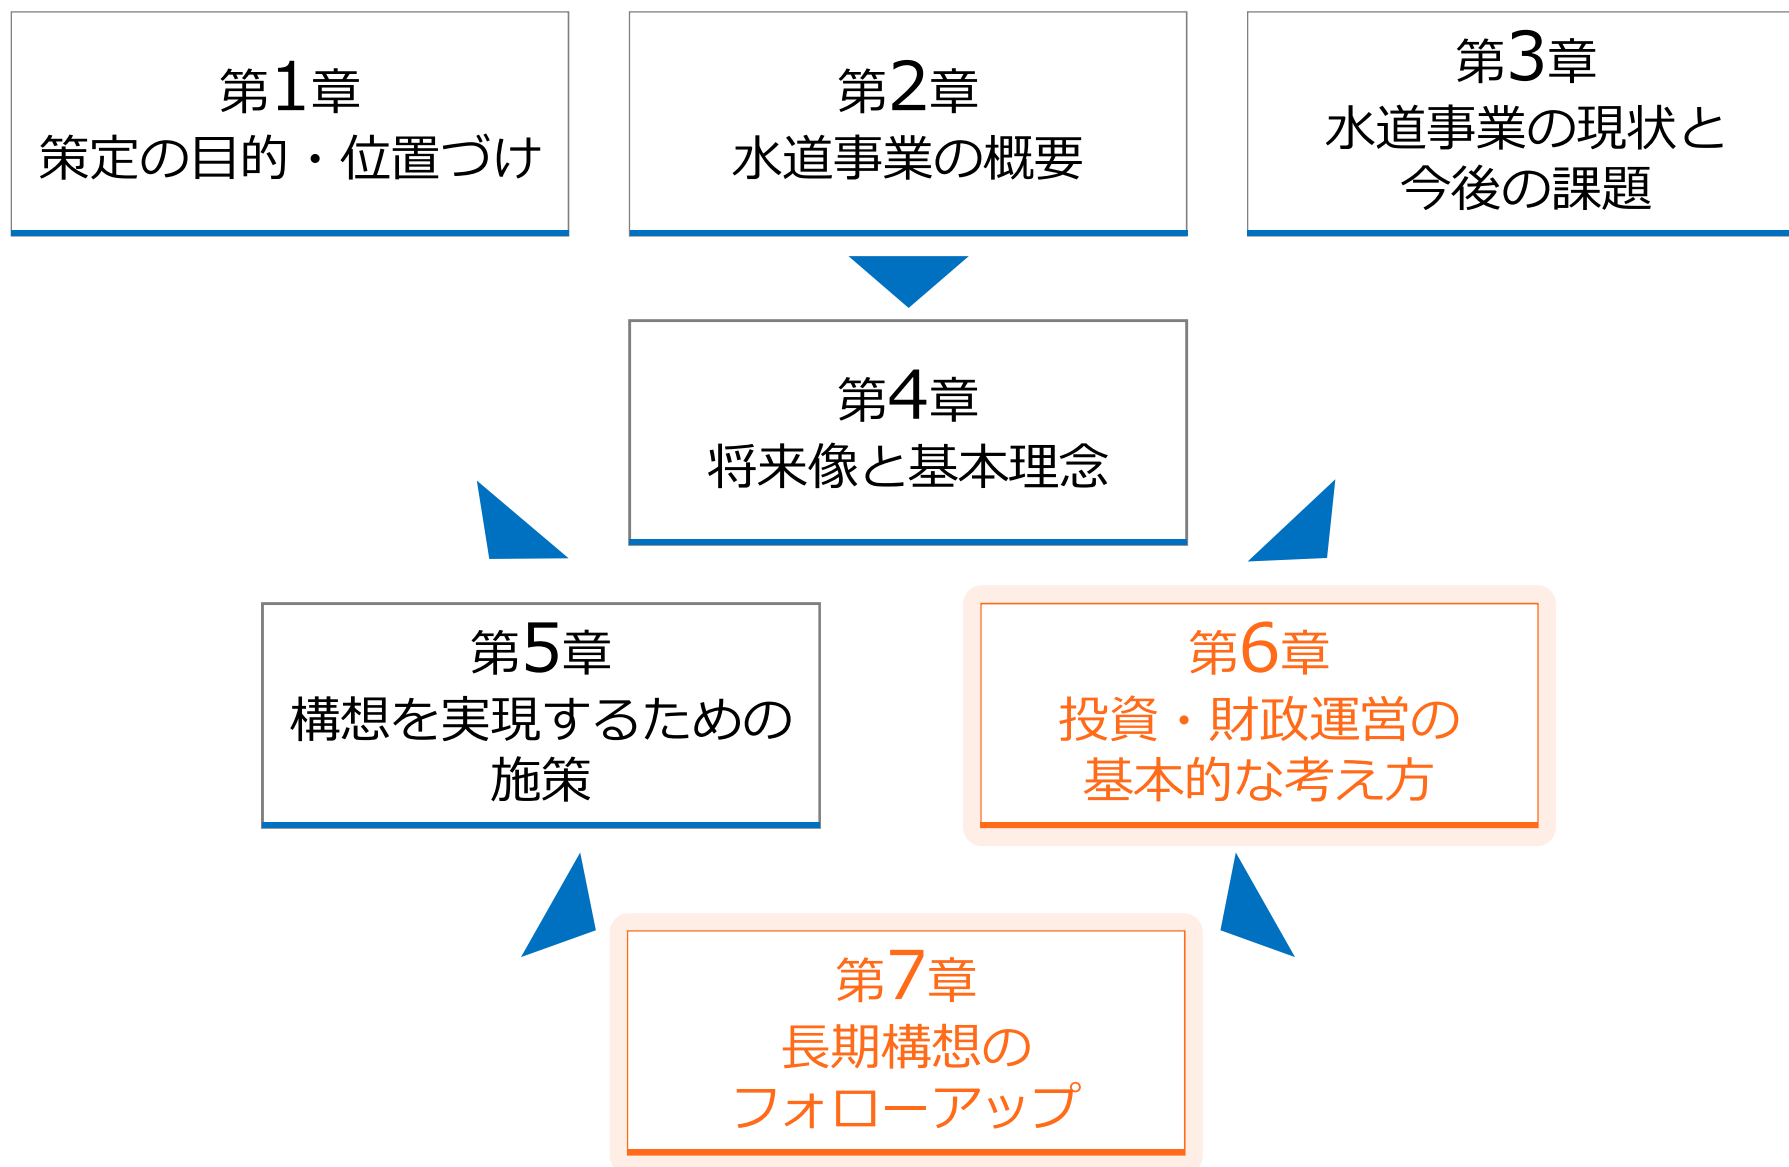 第1章
策定の目的・位置づけ
第2章
水道事業の概要
第3章
水道事業の現状と
今後の課題
第4章
将来像と基本理念
第5章
構想を実現するための
施策
第6章
投資・財政運営の
基本的な考え方
第7章
長期構想の
フォローアップ